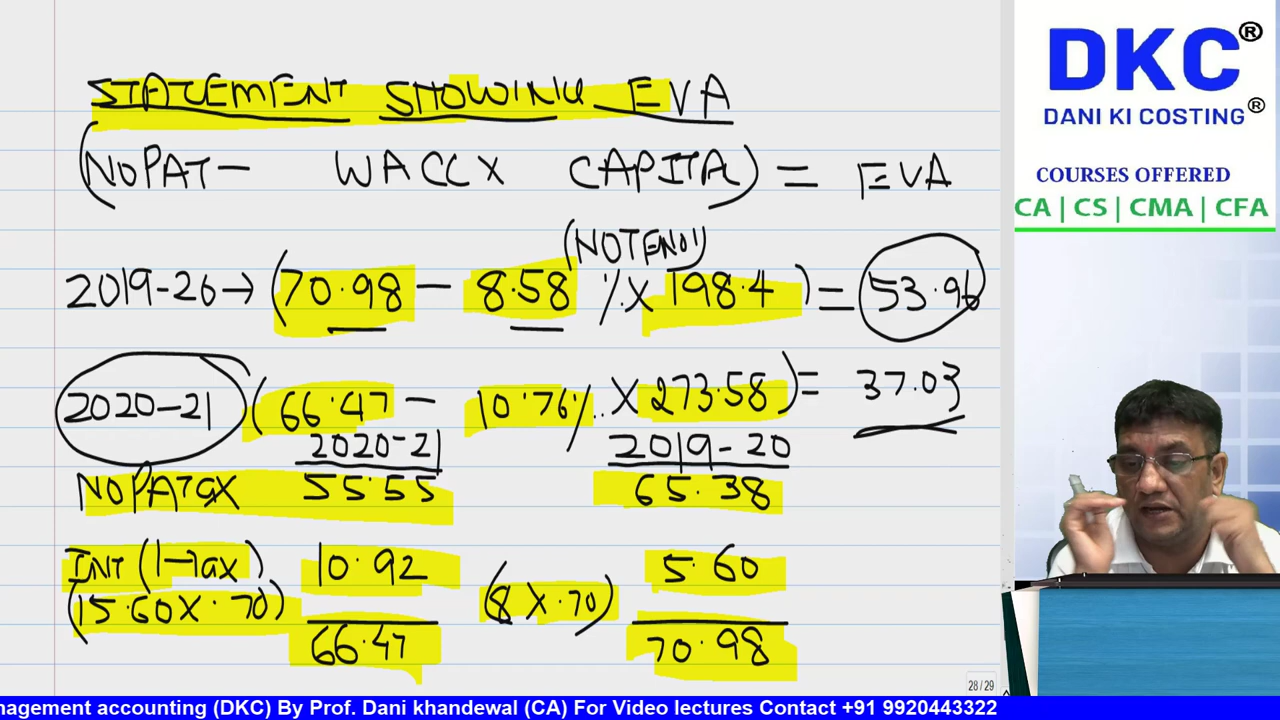 STATEMENT SHOWING EVA
(NOPAT - WACC X CAPITAL) = EVA
(NOTE NO 1)
2019-20 → (70.98 - 8.58 % X 198.4) = 53.96
2020-21 (66.47 - 10.76% X 273.58) = 37.03
2020-21 2019-20
NOPATax 55.55 65.38
INT (1-Tax) 10.92 5.60
(15.60 X .70) (8 X .70)
66.47 70.98
28 / 29
DKC®
DANI KI COSTING®
COURSES OFFERED
CA | CS | CMA | CFA
nagement accounting (DKC) By Prof. Dani khandewal (CA) For Video lectures Contact +91 9920443322